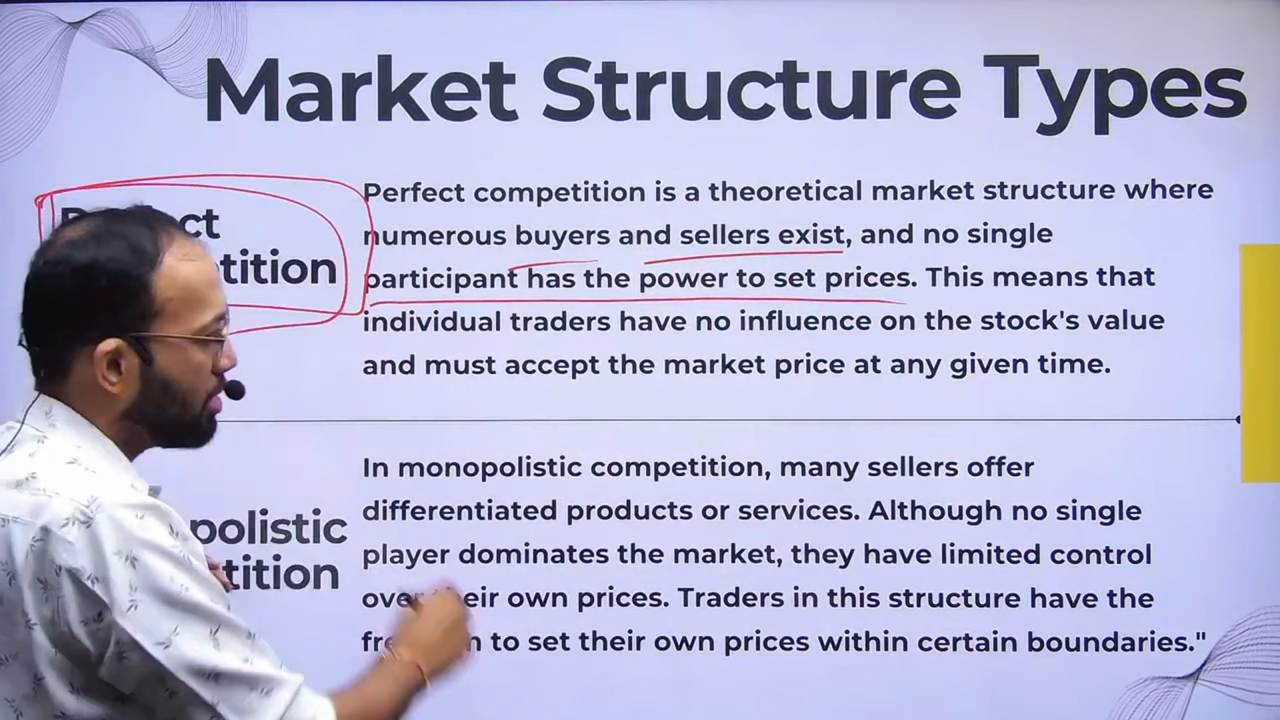 Market Structure Types
Perfect competition is a theoretical market structure where
numerous buyers and sellers exist, and no single
participant has the power to set prices. This means that
individual traders have no influence on the stock's value
and must accept the market price at any given time.
In monopolistic competition, many sellers offer
differentiated products or services. Although no single
player dominates the market, they have limited control
own prices. Traders in this structure have the
to set their own prices within certain boundaries."